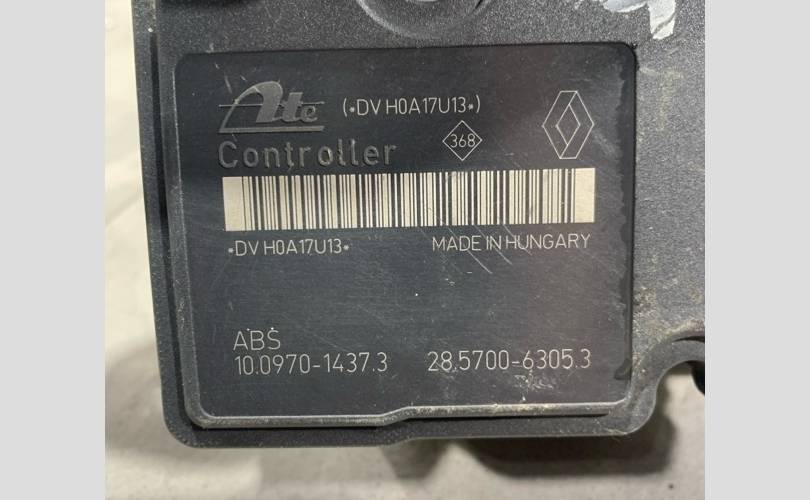 Ate (*DV H0A17U13*)
Controller 368
*DV H0A17U13* MADE IN HUNGARY
ABS
10.0970-1437.3 28.5700-6305.3